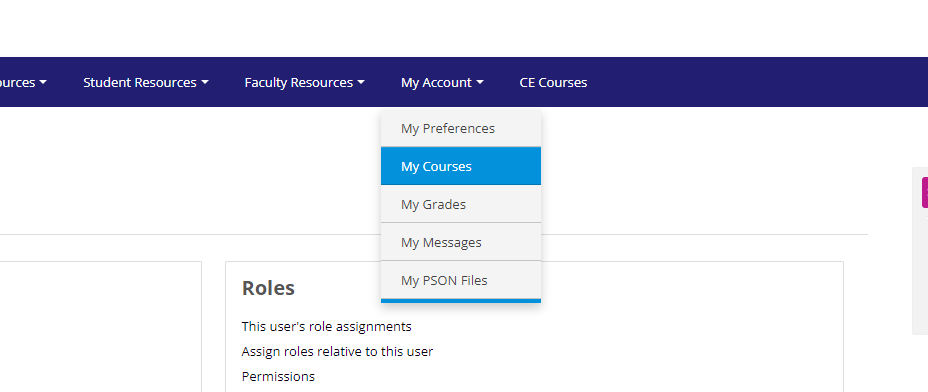 ources
Student Resources
Faculty Resources
My Account
CE Courses
My Preferences
My Courses
My Grades
My Messages
My PSON Files
Roles
This user's role assignments
Assign roles relative to this user
Permissions